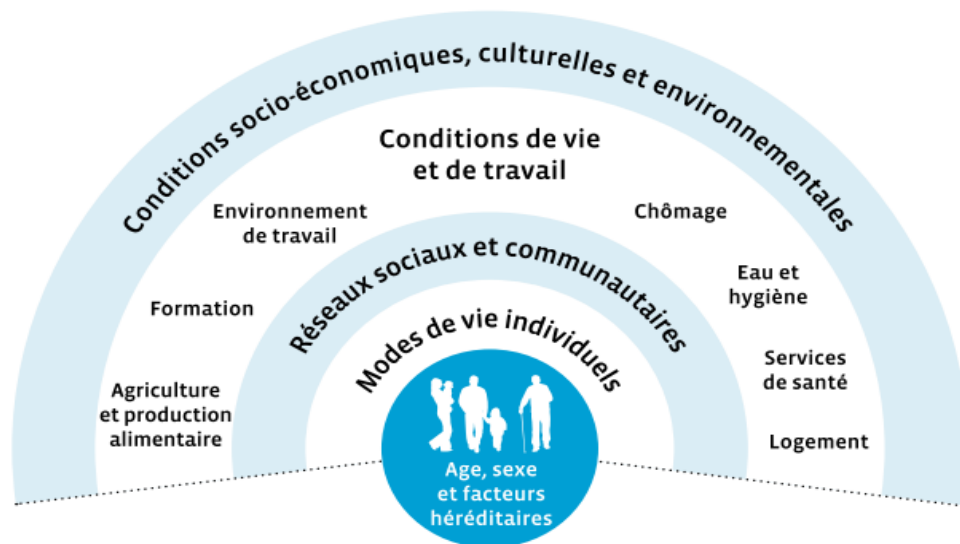 Conditions socio-économiques, culturelles et environnementales
Conditions de vie
et de travail
Environnement
de travail
Chômage
Formation
Eau et
hygiène
Agriculture
et production
alimentaire
Services
de santé
Logement
Réseaux sociaux et communautaires
Modes de vie individuels
Age, sexe
et facteurs
héréditaires